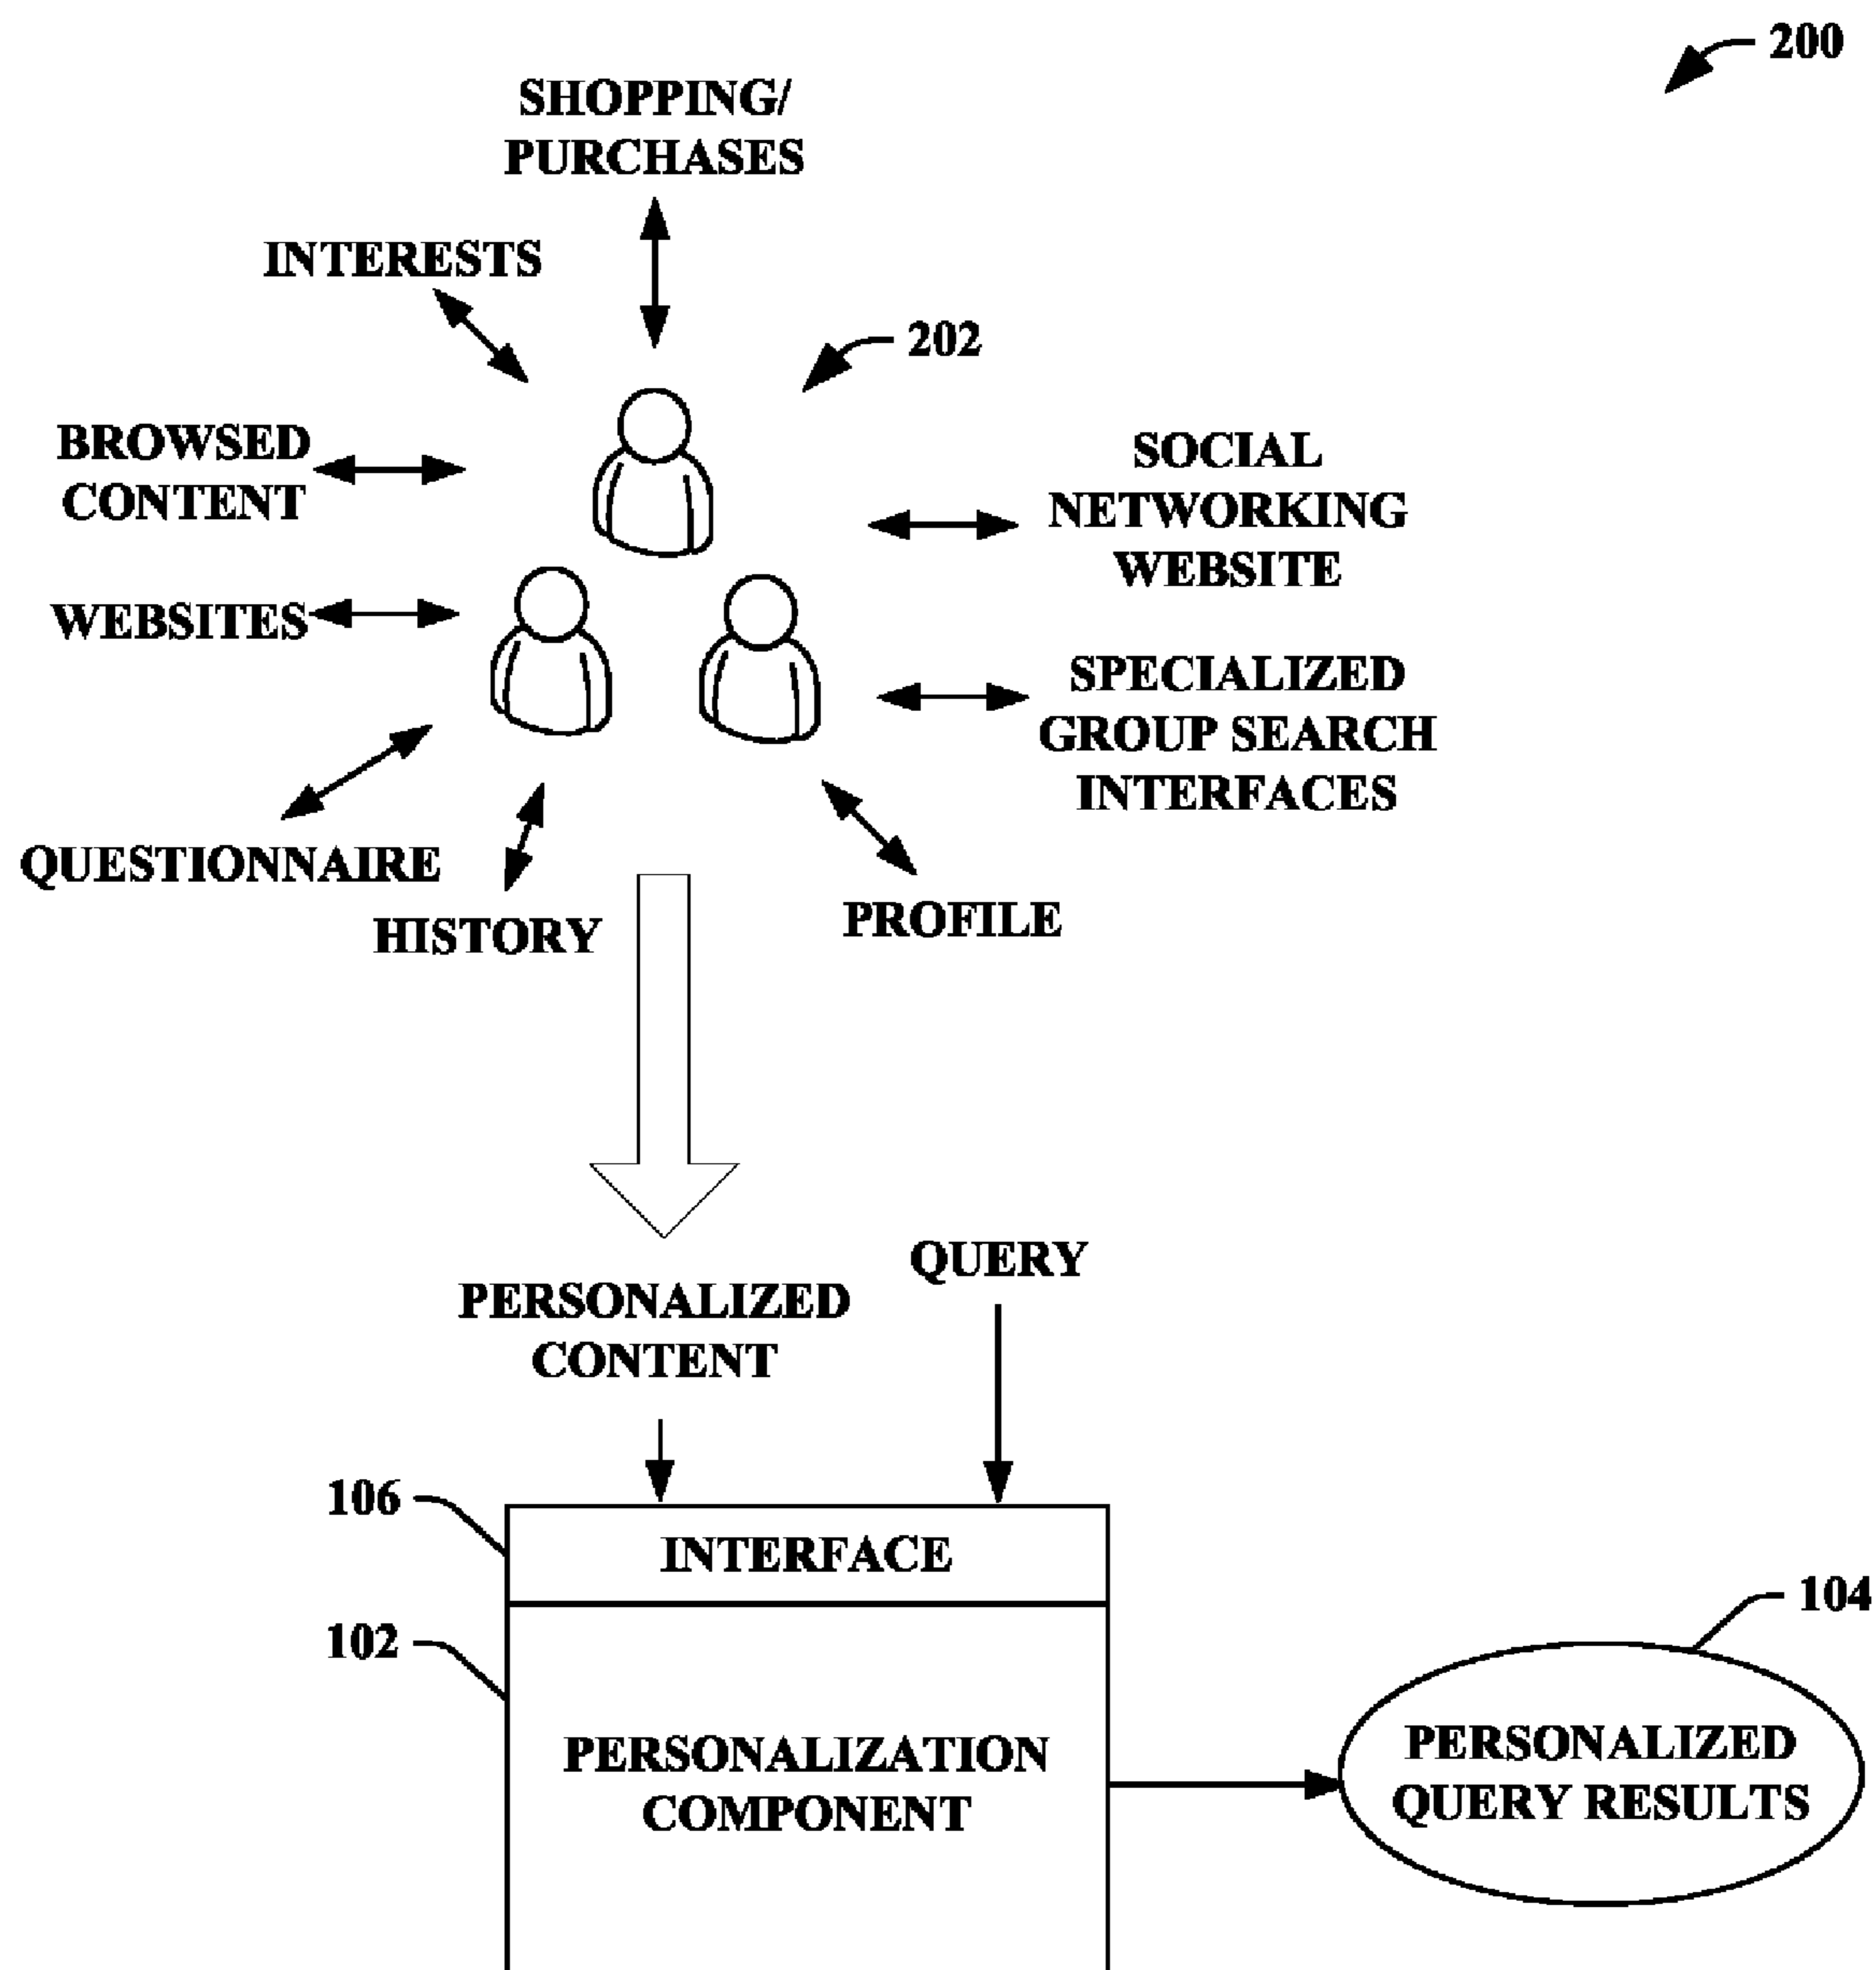 200
SHOPPING/
PURCHASES
INTERESTS
202
BROWSED
CONTENT
SOCIAL
NETWORKING
WEBSITE
WEBSITES
SPECIALIZED
GROUP SEARCH
INTERFACES
QUESTIONNAIRE
HISTORY
PROFILE
QUERY
PERSONALIZED
CONTENT
106
INTERFACE
102
104
PERSONALIZATION
COMPONENT
PERSONALIZED
QUERY RESULTS